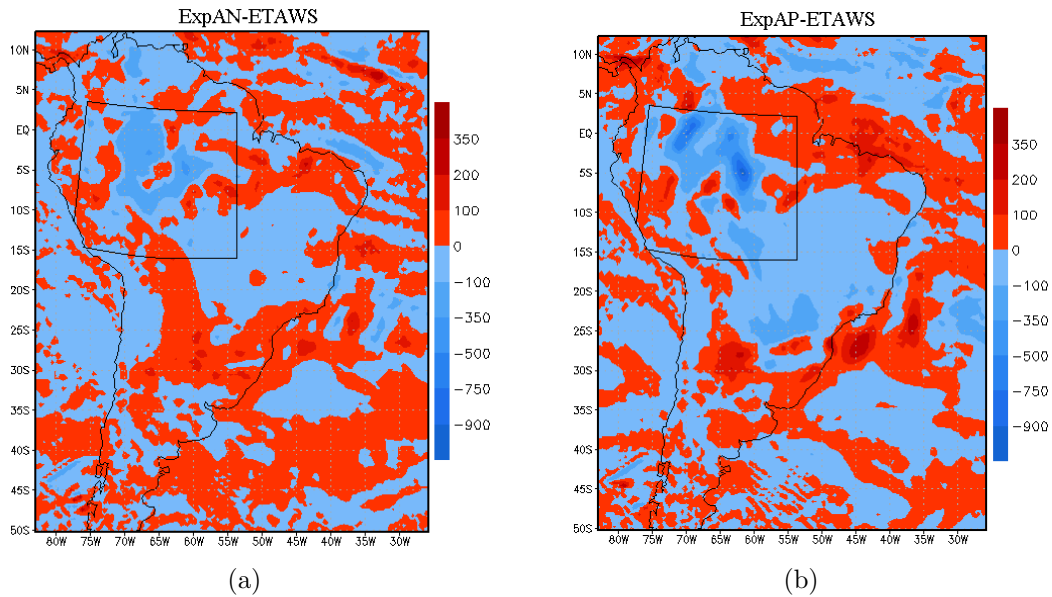 ExpAN-ETAWS
10N
5N
EQ
5S
10S
15S
20S
25S
30S
35S
40S
45S
50S
80W 75W 70W 65W 60W 55W 50W 45W 40W 35W 30W
350
200
100
0
−100
−350
−500
−750
−900
(a)
ExpAP-ETAWS
10N
5N
EQ
5S
10S
15S
20S
25S
30S
35S
40S
45S
50S
80W 75W 70W 65W 60W 55W 50W 45W 40W 35W 30W
350
200
100
0
−100
−350
−500
−750
−900
(b)